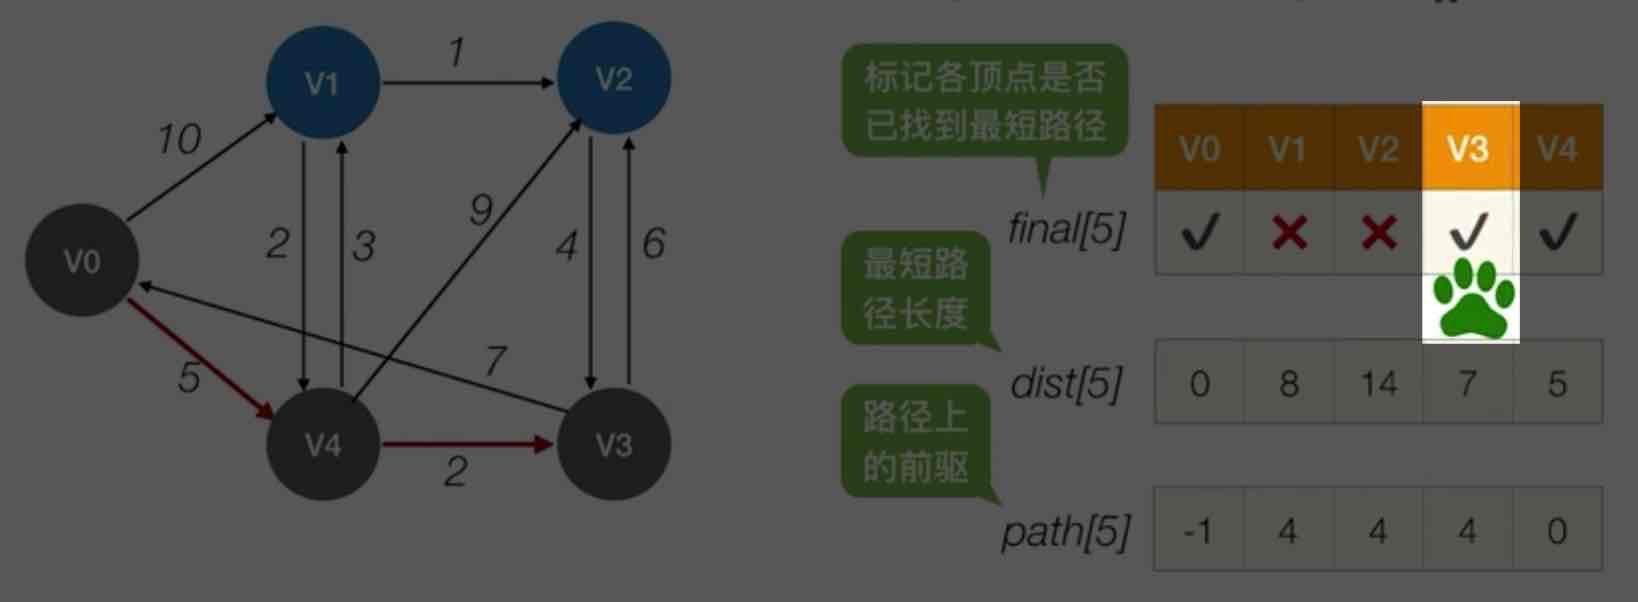 V1
1
V2
10
9
V0
2
3
4
6
7
5
V4
2
V3
标记各顶点是否
已找到最短路径
V0 V1 V2 V3 V4
final[5]
最短路
径长度
dist[5] 0 8 14 7 5
路径上
的前驱
path[5] -1 4 4 4 0